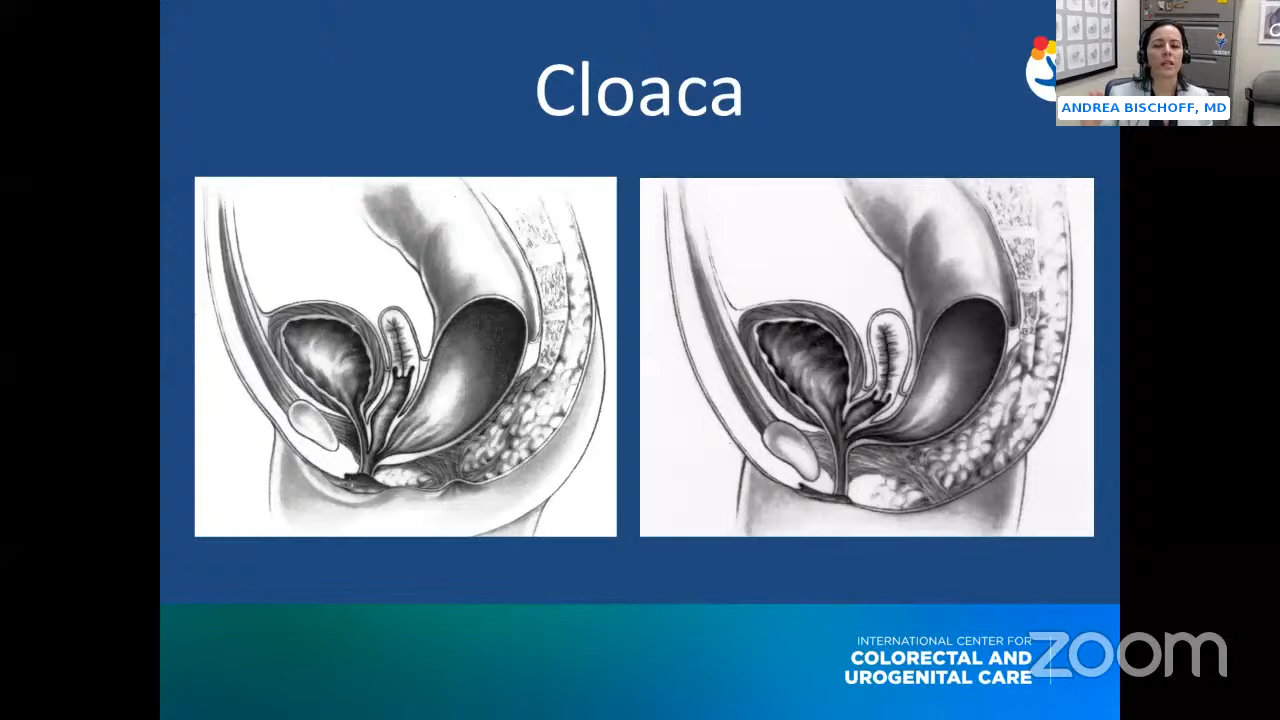 Cloaca
ANDREA BISCHOFF, MD
INTERNATIONAL CENTER FOR
COLORECTAL AND
UROGENITAL CARE
zoom